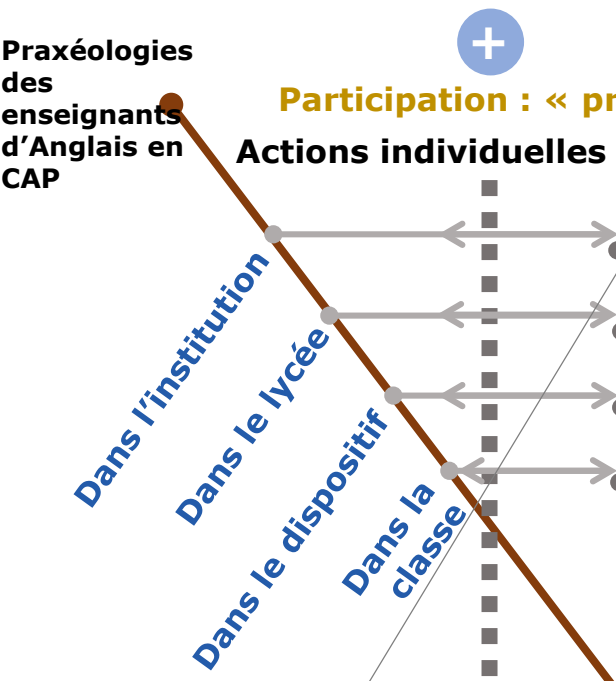 Praxéologies
des
enseignants
d’Anglais en
CAP
+
Participation : «
Actions individuelles
Dans l’institution
Dans le lycée
Dans le dispositif
Dans la
classe